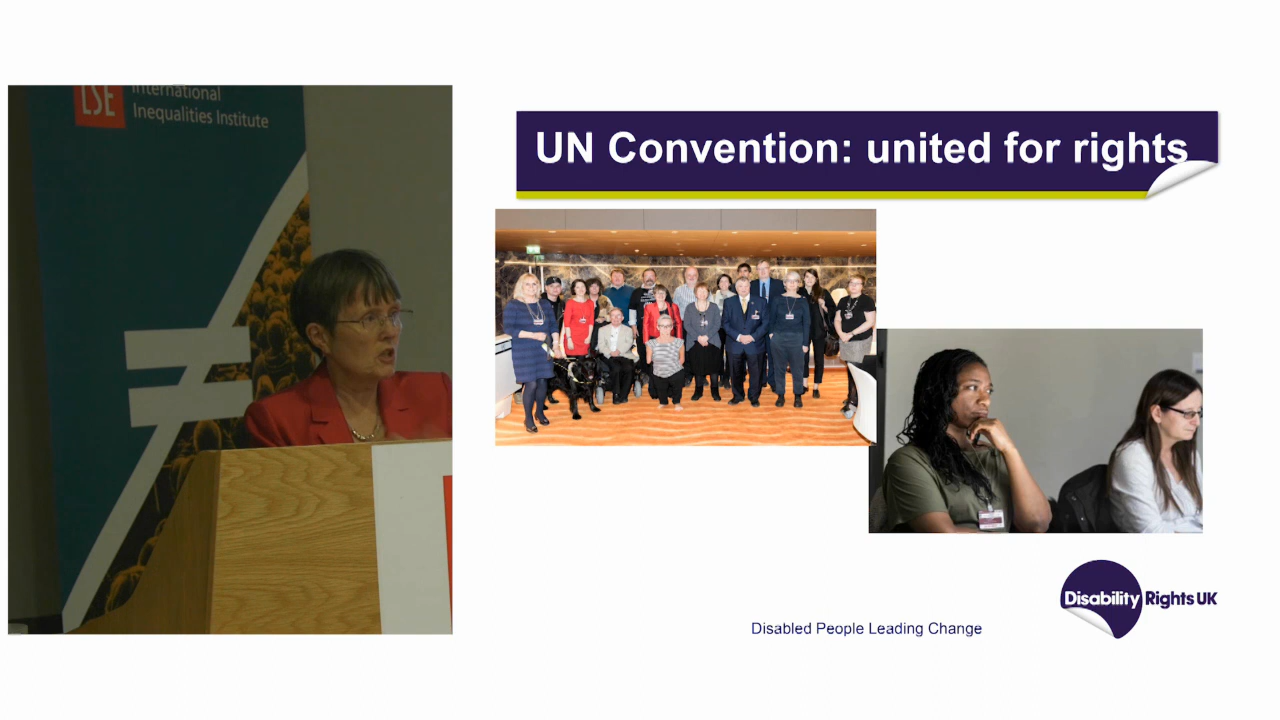 LSE
International
Inequalities Institute
UN Convention: united for rights
Disability Rights UK
Disabled People Leading Change